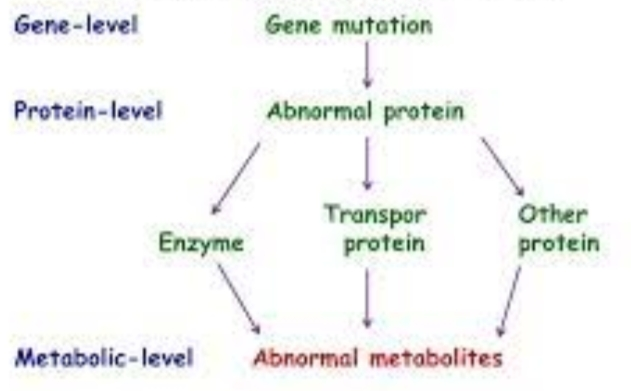 Gene-level Gene mutation
Protein-level Abnormal protein
Enzyme
Transpor
protein
Other
protein
Metabolic-level Abnormal metabolites